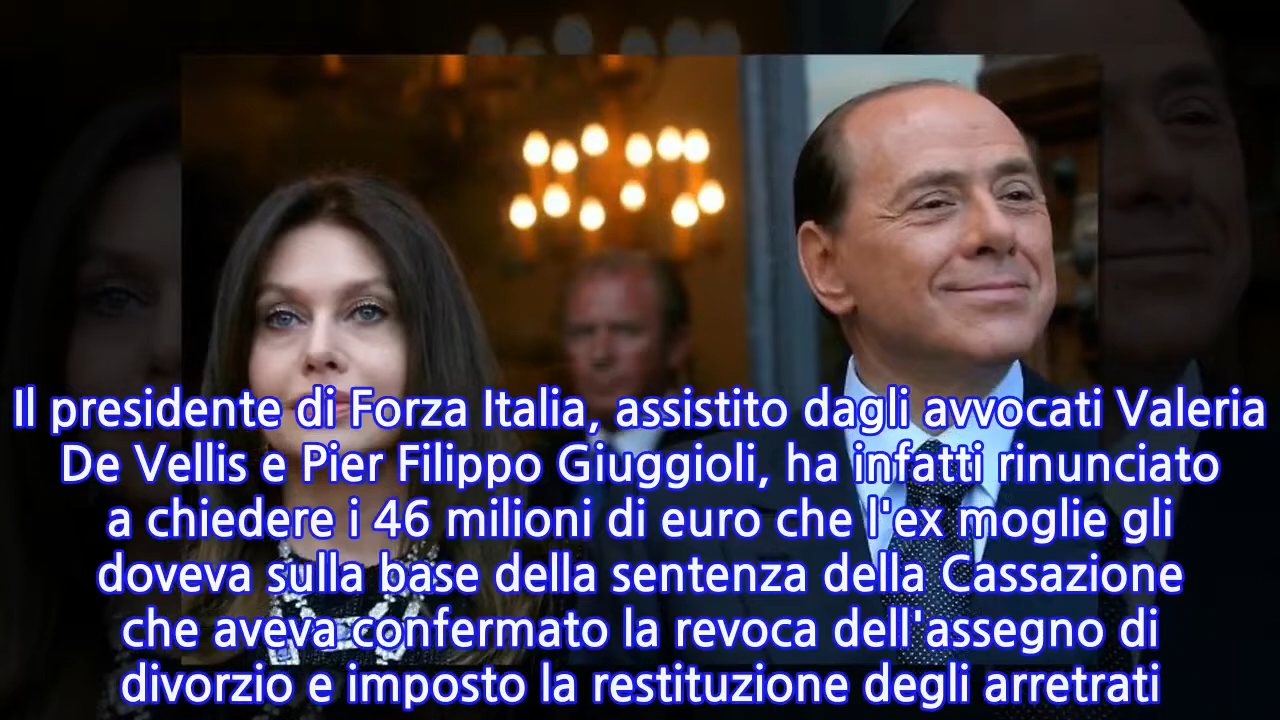 Il presidente di Forza Italia, assistito dagli avvocati Valeria
De Vellis e Pier Filippo Giuggioli, ha infatti rinunciato
a chiedere i 46 milioni di euro che l'ex moglie gli
doveva sulla base della sentenza della Cassazione
che aveva confermato la revoca dell'assegno di
divorzio e imposto la restituzione degli arretrati